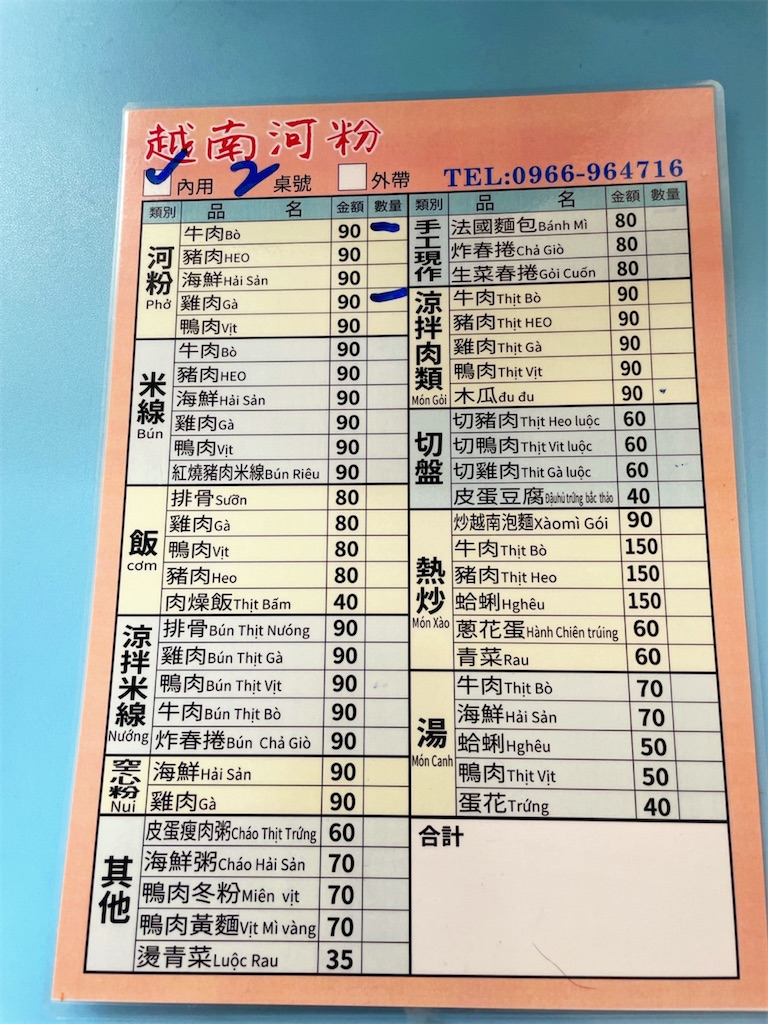 越南河粉
內用 2 桌號 外帶 TEL:0966-964716
類別 品名 金額 數量
河粉 Phở
牛肉Bò 90 一
豬肉HEO 90
海鮮Hải Sản 90
雞肉Gà 90 一
鴨肉Vịt 90
米線 Bún
牛肉Bò 90
豬肉HEO 90
海鮮Hải Sản 90
雞肉Gà 90
鴨肉Vịt 90
紅燒豬肉米線Bún Riêu 90
飯 cơm
排骨Sườn 80
雞肉Gà 80
鴨肉Vịt 80
豬肉Heo 80
肉燥飯Thịt Bấm 40
涼拌米線 Nướng
排骨Bún Thịt Nướng 90
雞肉Bún Thịt Gà 90
鴨肉Bún Thịt Vịt 90
牛肉Bún Thịt Bò 90
炸春捲Bún Chả Giò 90
空心粉 Nui
海鮮Hải Sản 90
雞肉Gà 90
其他
皮蛋瘦肉粥Cháo Thịt Trứng 60
海鮮粥Cháo Hải Sản 70
鴨肉冬粉Miên vịt 70
鴨肉黃麵Vịt Mì vàng 70
燙青菜Luộc Rau 35
類別 品名 金額 數量
手工現作
法國麵包Bánh Mì 80
炸春捲Chả Giò 80
生菜春捲Gỏi Cuốn 80
涼拌肉類 Món Gỏi
牛肉Thịt Bò 90
豬肉Thịt HEO 90
雞肉Thịt Gà 90
鴨肉Thịt Vịt 90
木瓜đu đu 90
切盤
切豬肉Thịt Heo luộc 60
切鴨肉Thịt Vit luộc 60
切雞肉Thịt Gà luộc 60
皮蛋豆腐Đậuhủ trứng bắc thảo 40
熱炒 Món Xào
炒越南泡麵Xàomì Gói 90
牛肉Thịt Bò 150
豬肉Thịt Heo 150
蛤蜊Hghêu 150
蔥花蛋Hành Chiên trúing 60
青菜Rau 60
湯 Món Canh
牛肉Thịt Bò 70
海鮮Hải Sản 70
蛤蜊Hghêu 50
鴨肉Thịt Vịt 50
蛋花Trứng 40
合計